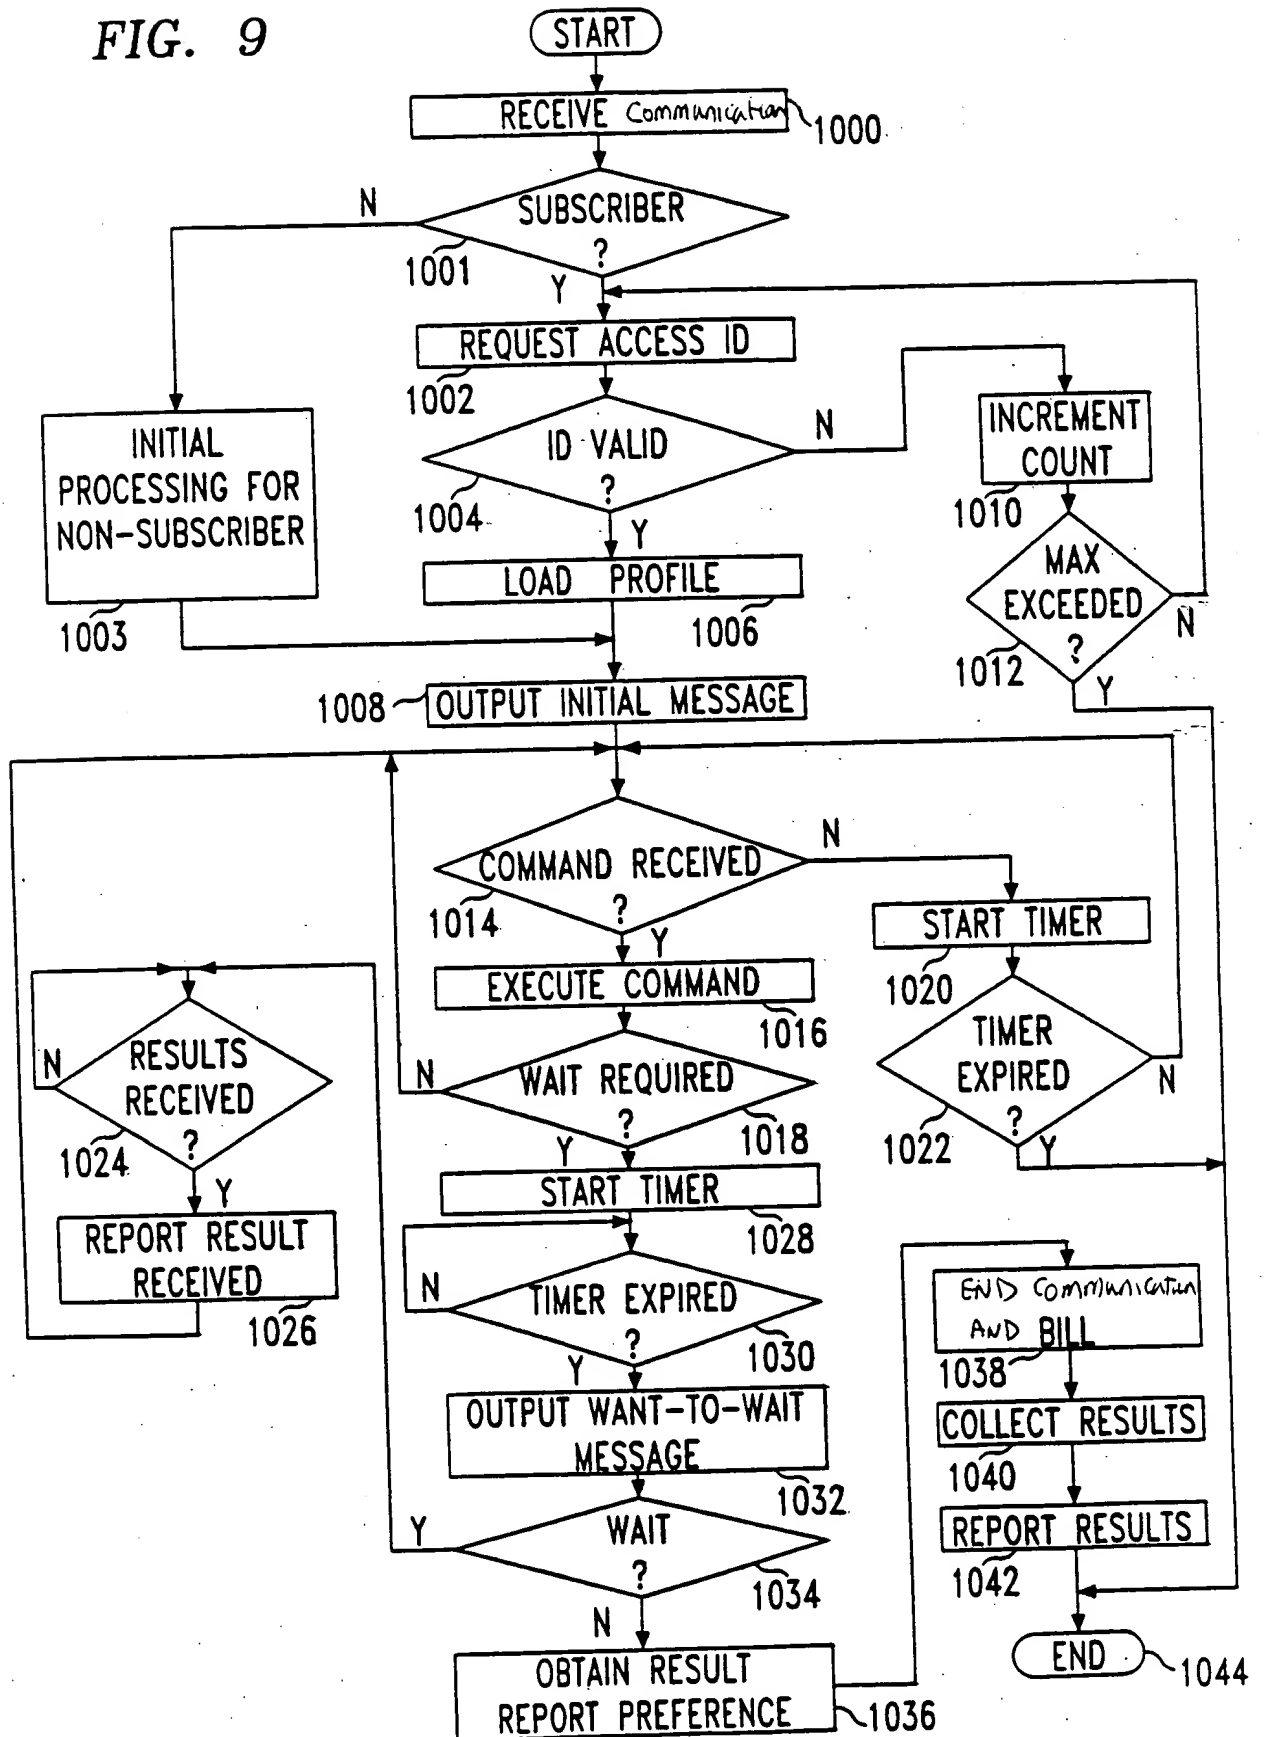 FIG. 9
START
RECEIVE Communication
1000
SUBSCRIBER
?
N
1001
Y
REQUEST ACCESS ID
1002
ID VALID
?
N
1004
Y
INCREMENT
COUNT
1010
INITIAL
PROCESSING FOR
NON-SUBSCRIBER
1003
LOAD PROFILE
1006
MAX
EXCEEDED
?
N
1012
Y
1008
OUTPUT INITIAL MESSAGE
COMMAND RECEIVED
?
N
1014
Y
START TIMER
1020
EXECUTE COMMAND
1016
TIMER
EXPIRED
?
N
1022
Y
RESULTS
RECEIVED
?
N
1024
Y
WAIT REQUIRED
?
N
1018
Y
START TIMER
1028
REPORT RESULT
RECEIVED
1026
TIMER EXPIRED
?
N
1030
Y
END Communication
AND BILL
1038
OUTPUT WANT-TO-WAIT
MESSAGE
1032
COLLECT RESULTS
1040
WAIT
?
Y
1034
N
REPORT RESULTS
1042
OBTAIN RESULT
REPORT PREFERENCE
1036
END
1044